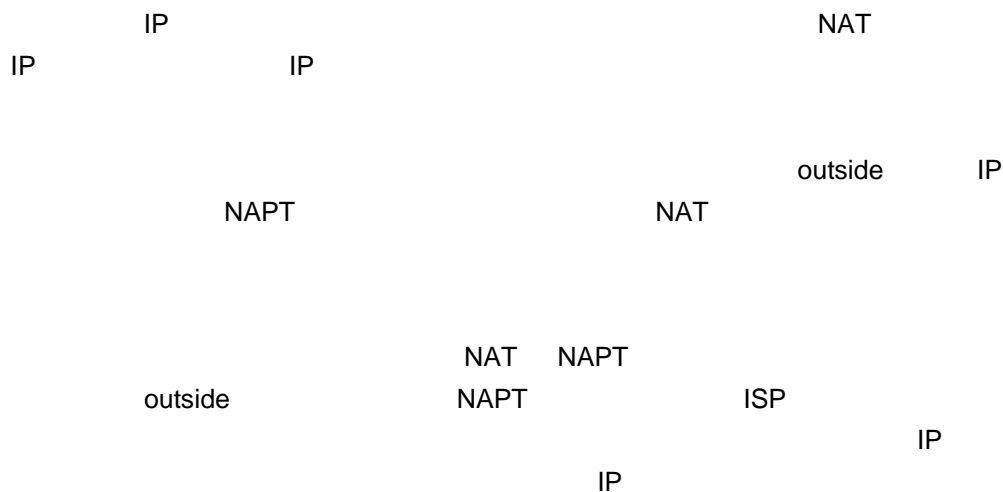 IP NAT
IP IP
outside IP
NAPT NAT
NAT NAPT
outside NAPT ISP
IP
IP